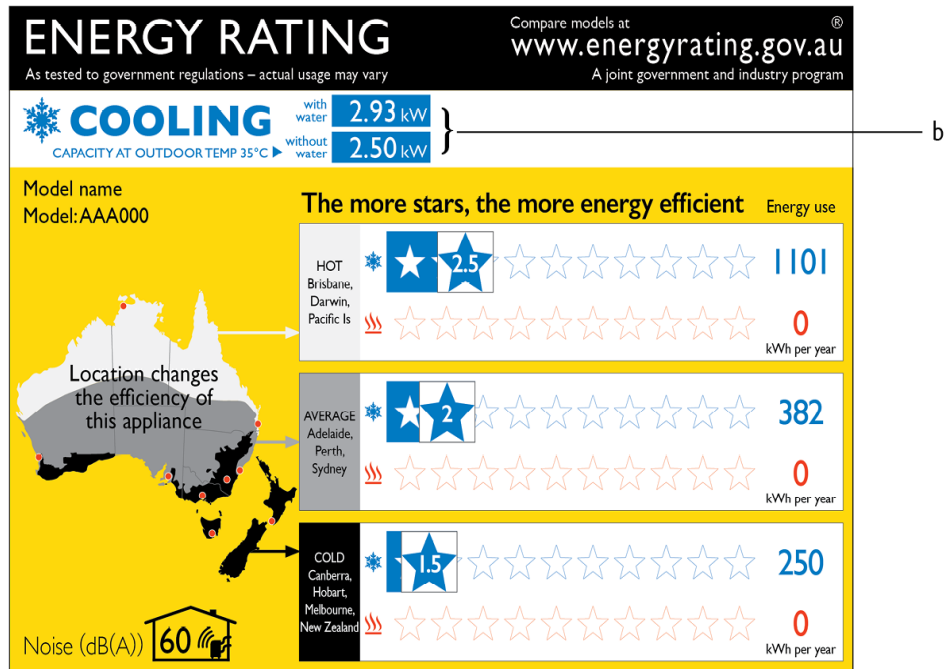 ENERGY RATING
As tested to government regulations – actual usage may vary
Compare models at
®
www.energyrating.gov.au
A joint government and industry program
COOLING
CAPACITY AT OUTDOOR TEMP 35°C
with water
2.93 kW
without water
2.50 kW
b
Model name
Model: AAA000
The more stars, the more energy efficient
Energy use
HOT
Brisbane,
Darwin,
Pacific Is
2.5
1101
0
kWh per year
Location changes
the efficiency of
this appliance
AVERAGE
Adelaide,
Perth,
Sydney
2
382
0
kWh per year
COLD
Canberra,
Hobart,
Melbourne,
New Zealand
1.5
250
0
kWh per year
Noise (dB(A))
60